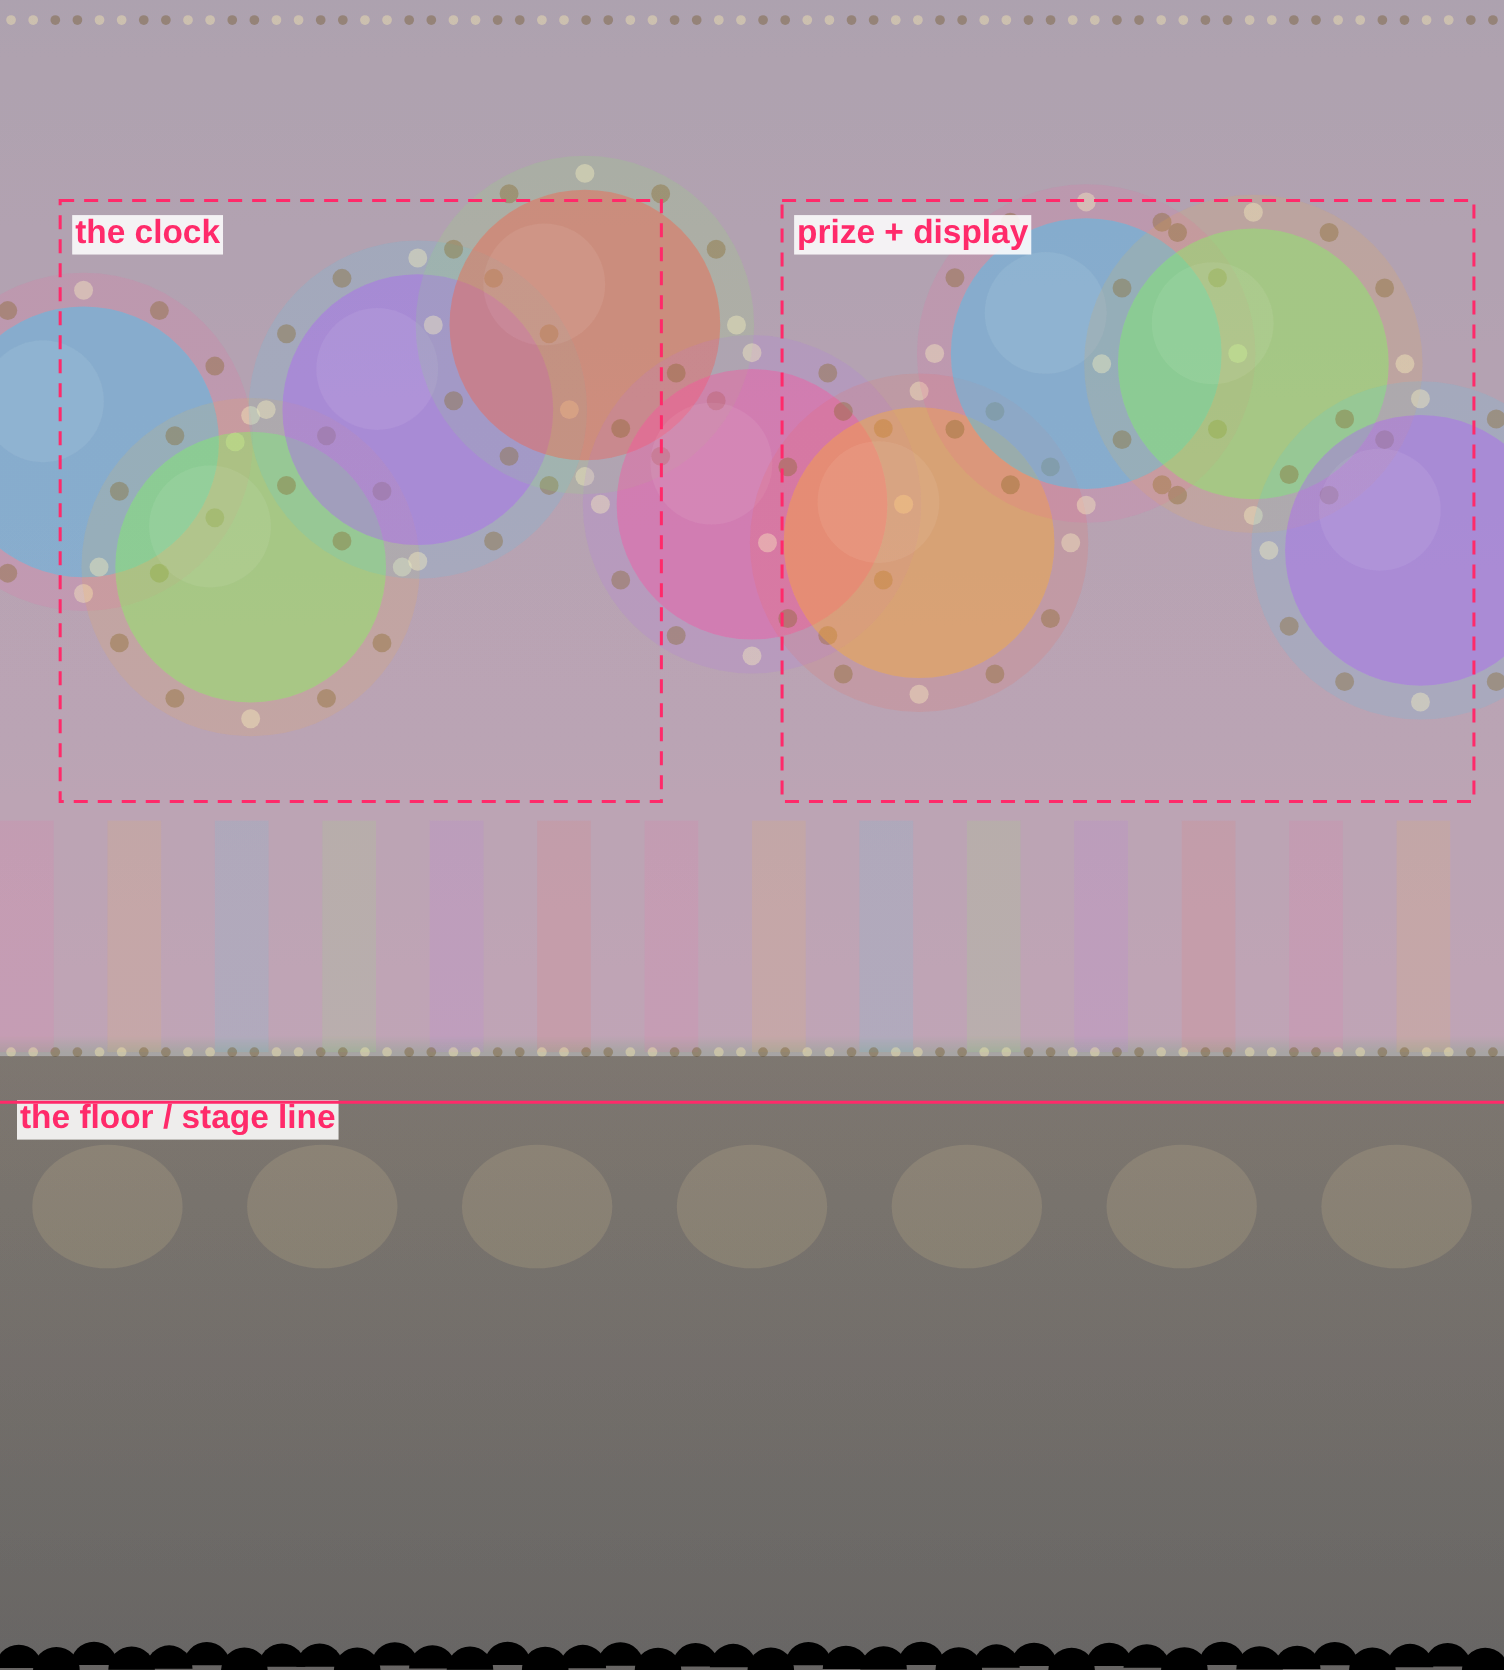 the clock
prize + display
the floor / stage line